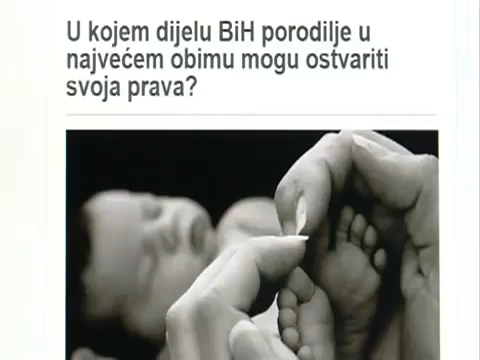 U kojem dijelu BiH porodilje u
najvećem obimu mogu ostvariti
svoja prava?